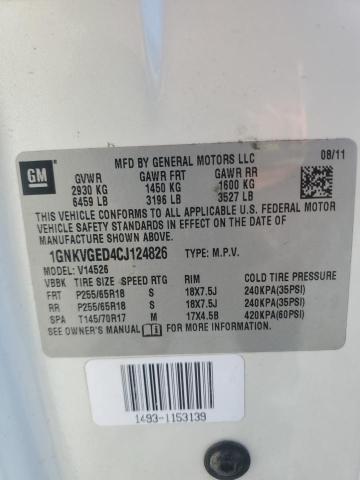 GM
MFD BY GENERAL MOTORS LLC 08/11
GVWR GAWR FRT GAWR RR
2930 KG 1450 KG 1600 KG
6459 LB 3196 LB 3527 LB
THIS VEHICLE CONFORMS TO ALL APPLICABLE U.S. FEDERAL MOTOR
VEHICLE SAFETY STANDARDS IN EFFECT ON THE DATE OF
MANUFACTURE SHOWN ABOVE.
1GNKVGED4CJ124826 TYPE: M.P.V.
MODEL: V14526
VBBK TIRE SIZE SPEED RTG RIM COLD TIRE PRESSURE
FRT P255/65R18 S 18X7.5J 240KPA(35PSI)
RR P255/65R18 S 18X7.5J 240KPA(35PSI)
SPA T145/70R17 M 17X4.5B 420KPA(60PSI)
SEE OWNER'S MANUAL FOR MORE INFORMATION.
1493-1153139